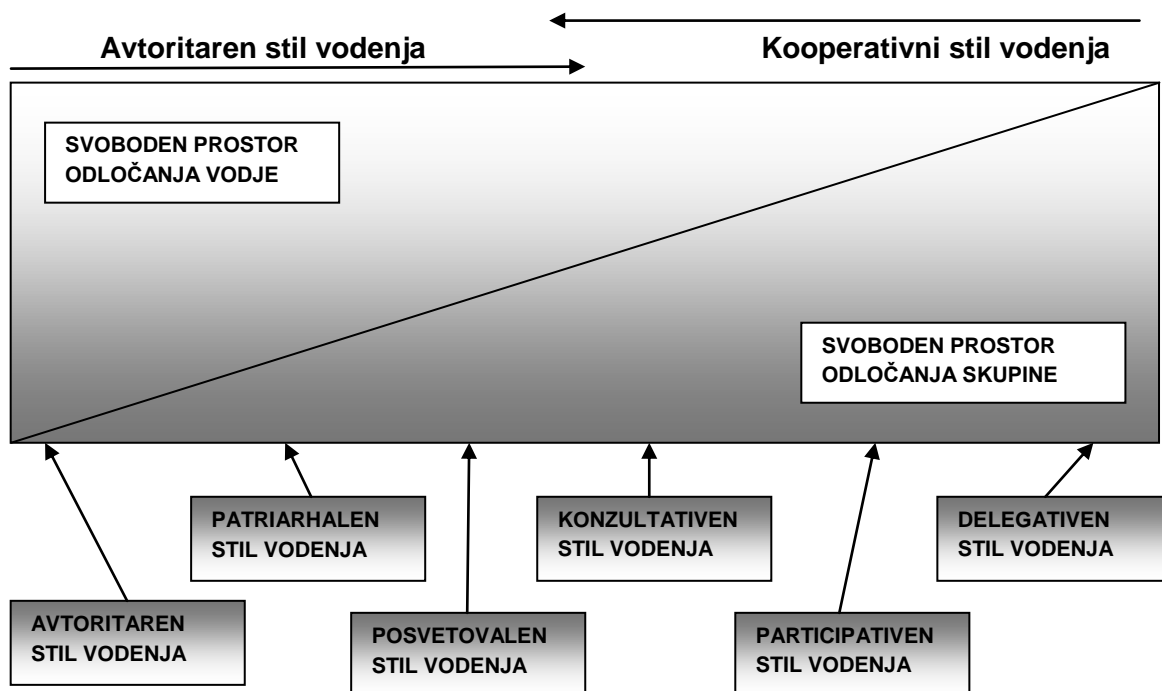 Avtoritaren stil vodenja
Kooperativni stil vodenja
SVOBODEN PROSTOR
ODLOČANJA VODJE
SVOBODEN PROSTOR
ODLOČANJA SKUPINE
PATRIARHALEN
STIL VODENJA
KONZULTATIVEN
STIL VODENJA
DELEGATIVEN
STIL VODENJA
AVTORITAREN
STIL VODENJA
POSVETOVALEN
STIL VODENJA
PARTICIPATIVEN
STIL VODENJA